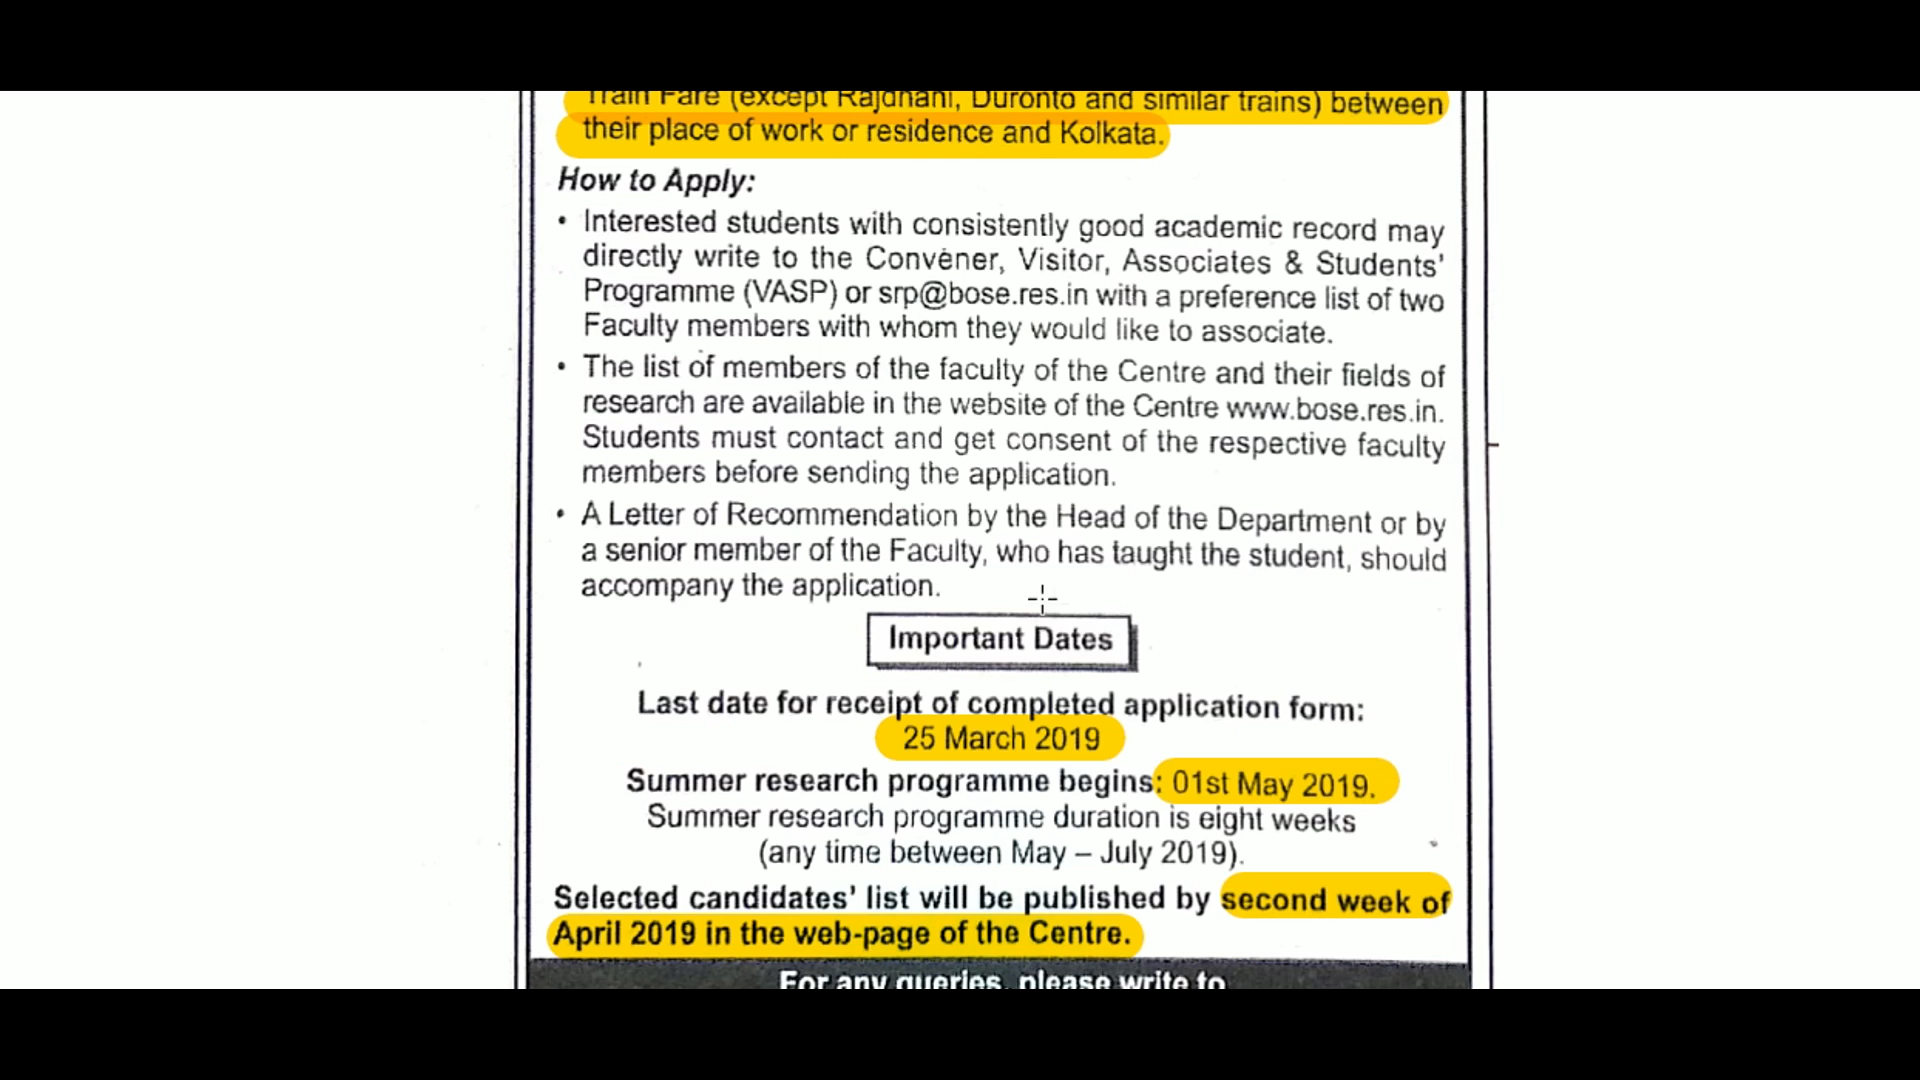 Train Fare (except Rajdhani, Duronto and similar trains) between
their place of work or residence and Kolkata.
How to Apply:
• Interested students with consistently good academic record may
directly write to the Convener, Visitor, Associates & Students'
Programme (VASP) or srp@bose.res.in with a preference list of two
Faculty members with whom they would like to associate.
• The list of members of the faculty of the Centre and their fields of
research are available in the website of the Centre www.bose.res.in.
Students must contact and get consent of the respective faculty
members before sending the application.
• A Letter of Recommendation by the Head of the Department or by
a senior member of the Faculty, who has taught the student, should
accompany the application.
Important Dates
Last date for receipt of completed application form:
25 March 2019
Summer research programme begins: 01st May 2019.
Summer research programme duration is eight weeks
(any time between May – July 2019).
Selected candidates' list will be published by second week of
April 2019 in the web-page of the Centre.
For any queries, please write to